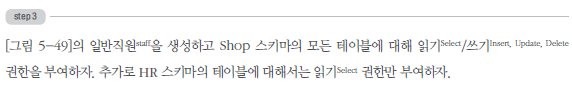 step 3
[그림 5-49]의 일반직원staff을 생성하고 Shop 스키마의 모든 테이블에 대해 읽기Select/쓰기Insert, Update, Delete
권한을 부여하자. 추가로 HR 스키마의 테이블에 대해서는 읽기Select 권한만 부여하자.